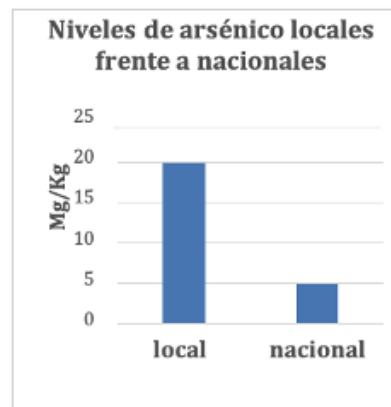 Niveles de arsénico locales
frente a nacionales
Mg/Kg
25
20
15
10
5
0
local
nacional